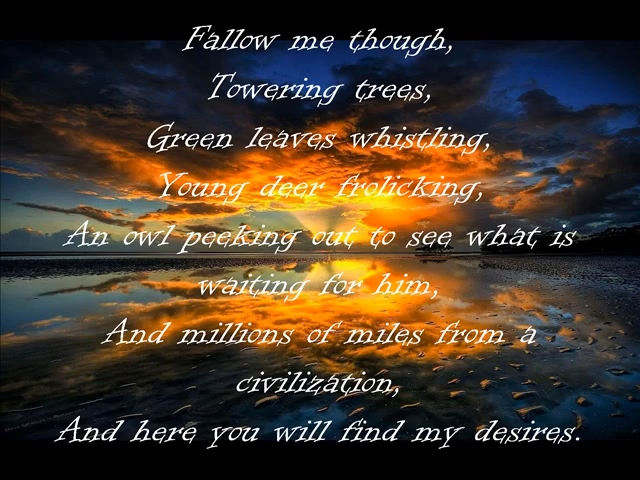 Fallow me though,
Towering trees,
Green leaves whistling,
Young deer frolicking,
An owl peeking out to see what is
waiting for him,
And millions of miles from a
civilization,
And here you will find my desires.